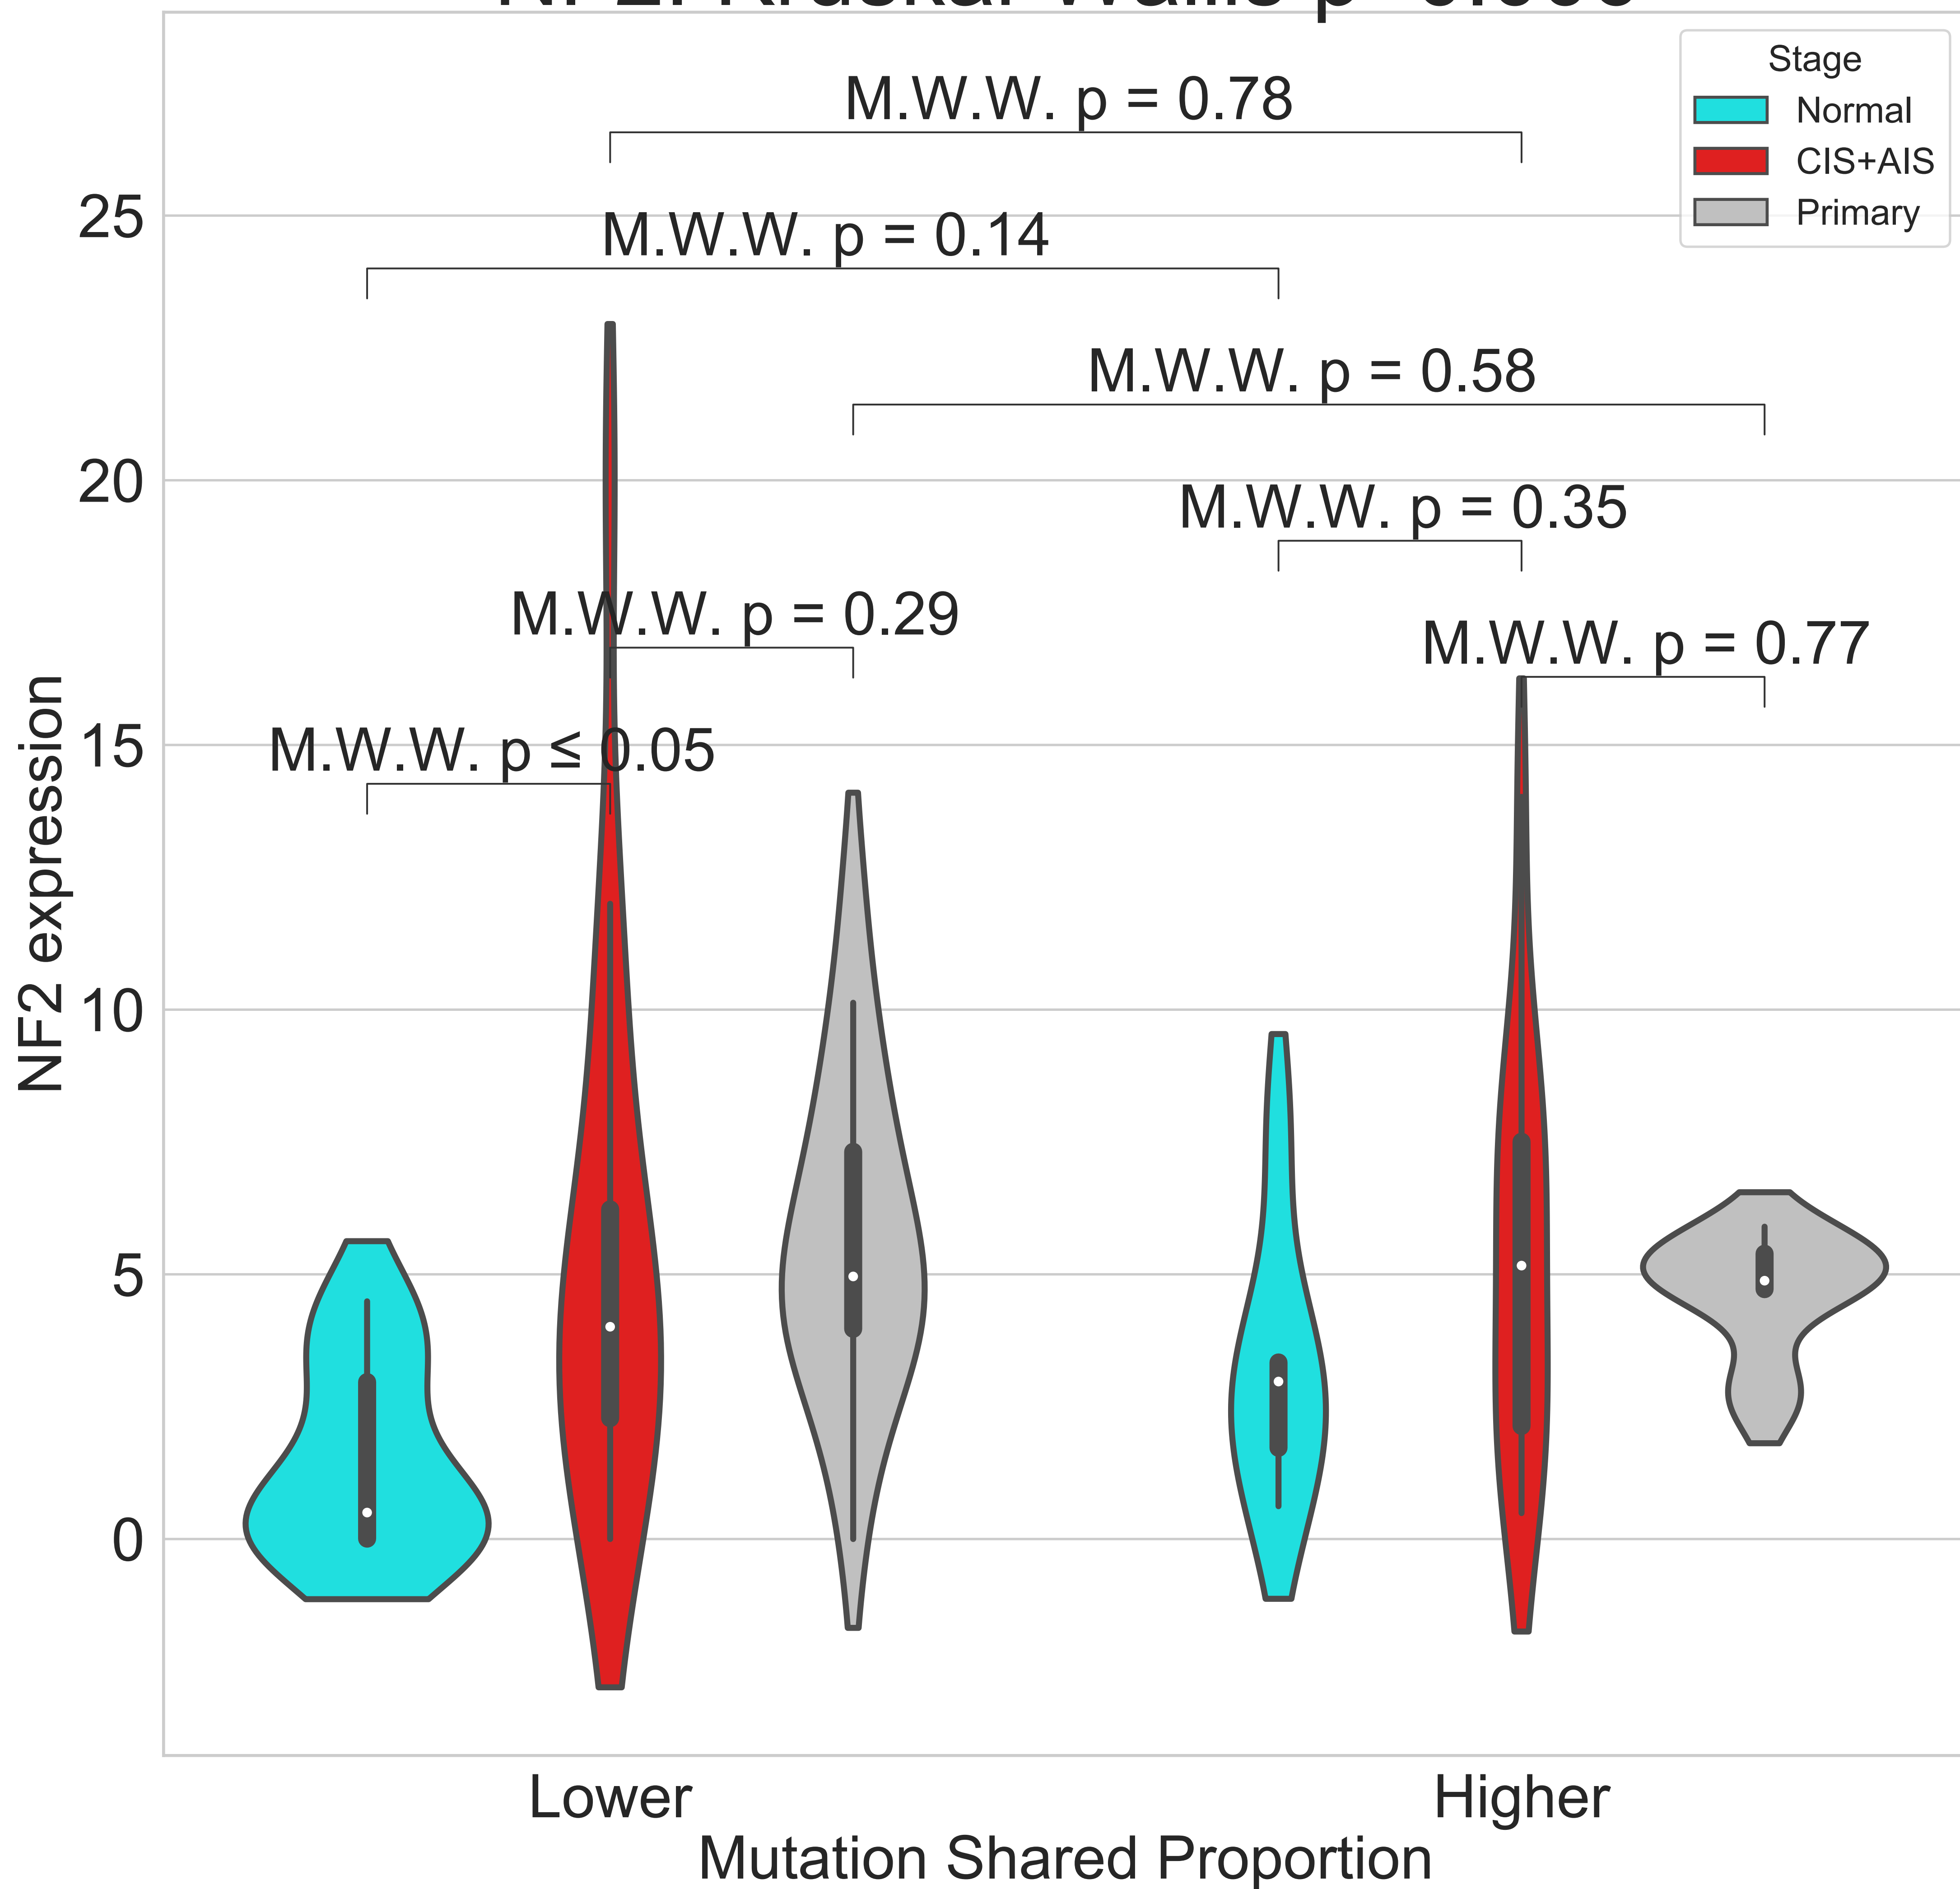 Stage
Normal
CIS+AIS
Primary
M.W.W. p = 0.78
M.W.W. p = 0.14
M.W.W. p = 0.58
M.W.W. p = 0.35
M.W.W. p = 0.29
M.W.W. p = 0.77
M.W.W. p ≤ 0.05
25
20
15
10
5
0
NF2 expression
Lower
Higher
Mutation Shared Proportion